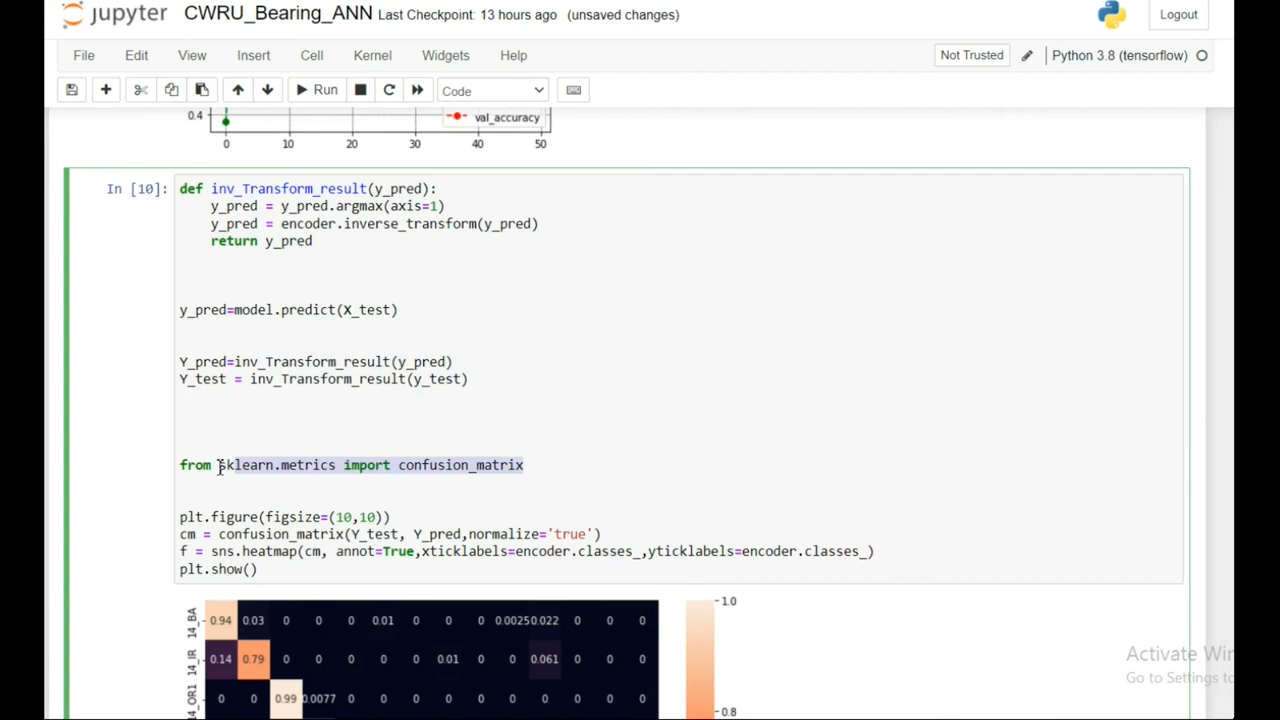 jupyter CWRU_Bearing_ANN Last Checkpoint: 13 hours ago (unsaved changes) Logout
File Edit View Insert Cell Kernel Widgets Help Not Trusted Python 3.8 (tensorflow)
Run Code
0.4 val_accuracy
0 10 20 30 40 50
In [10]: def inv_Transform_result(y_pred):
y_pred = y_pred.argmax(axis=1)
y_pred = encoder.inverse_transform(y_pred)
return y_pred
y_pred=model.predict(X_test)
Y_pred=inv_Transform_result(y_pred)
Y_test = inv_Transform_result(y_test)
from sklearn.metrics import confusion_matrix
plt.figure(figsize=(10,10))
cm = confusion_matrix(Y_test, Y_pred,normalize='true')
f = sns.heatmap(cm, annot=True,xticklabels=encoder.classes_,yticklabels=encoder.classes_)
plt.show()
14_BA 0.94 0.03 0 0 0 0.01 0 0 0 0.0025 0.022 0 0 0 1.0
14_IR 0.14 0.79 0 0 0 0 0 0.01 0 0 0.061 0 0 0
14_OR1 0 0 0.99 0.0077 0 0 0 0 0 0 0 0 0 0 0.8
Activate Win
Go to Settings to